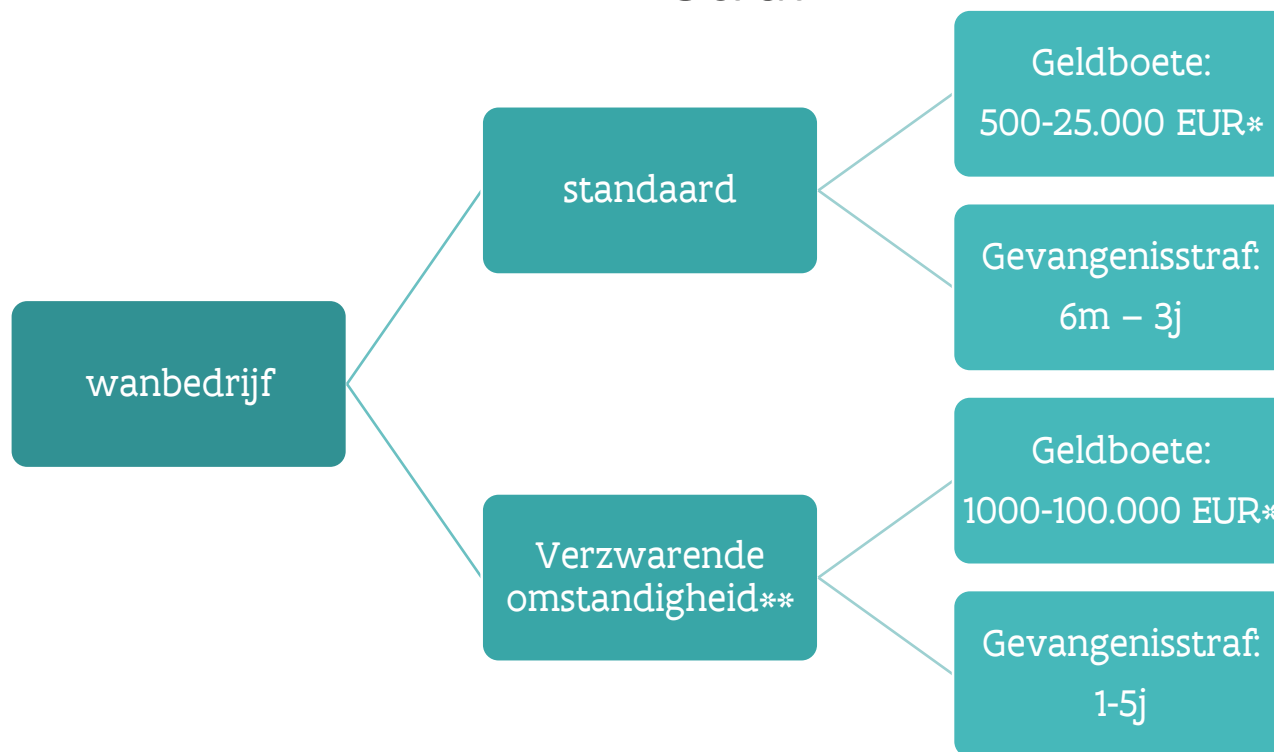 wanbedrijf
standaard
Geldboete:
500-25.000 EUR*
Gevangenisstraf:
6m – 3j
Verzwarende
omstandigheid**
Geldboete:
1000-100.000 EUR*
Gevangenisstraf:
1-5j